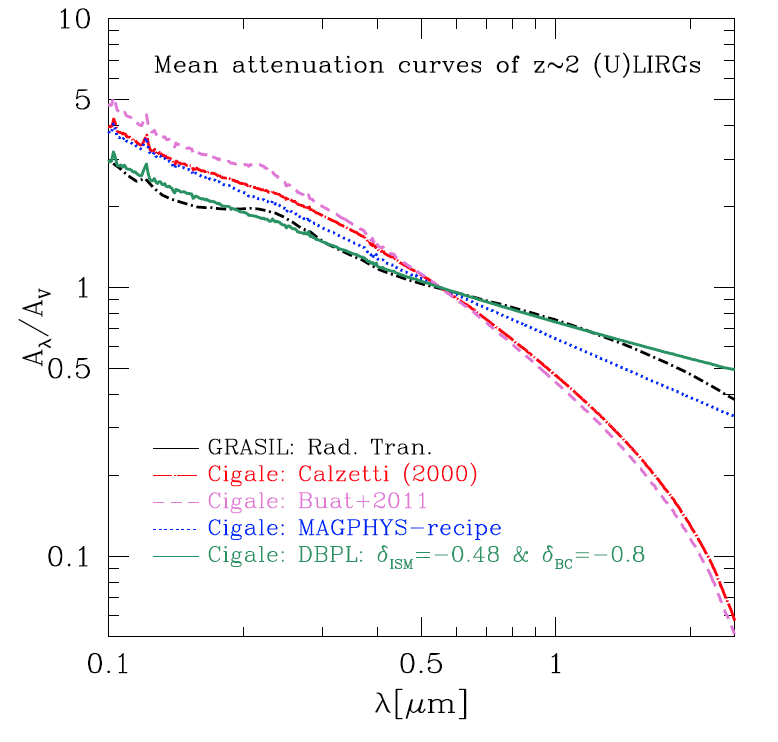 Mean attenuation curves of z~2 (U)LIRGs
10
5
1
0.5
0.1
A_λ/A_V
GRASIL: Rad. Tran.
Cigale: Calzetti (2000)
Cigale: Buat+2011
Cigale: MAGPHYS-recipe
Cigale: DBPL: δ_ISM=-0.48 & δ_BC=-0.8
0.1 0.5 1
λ[μm]